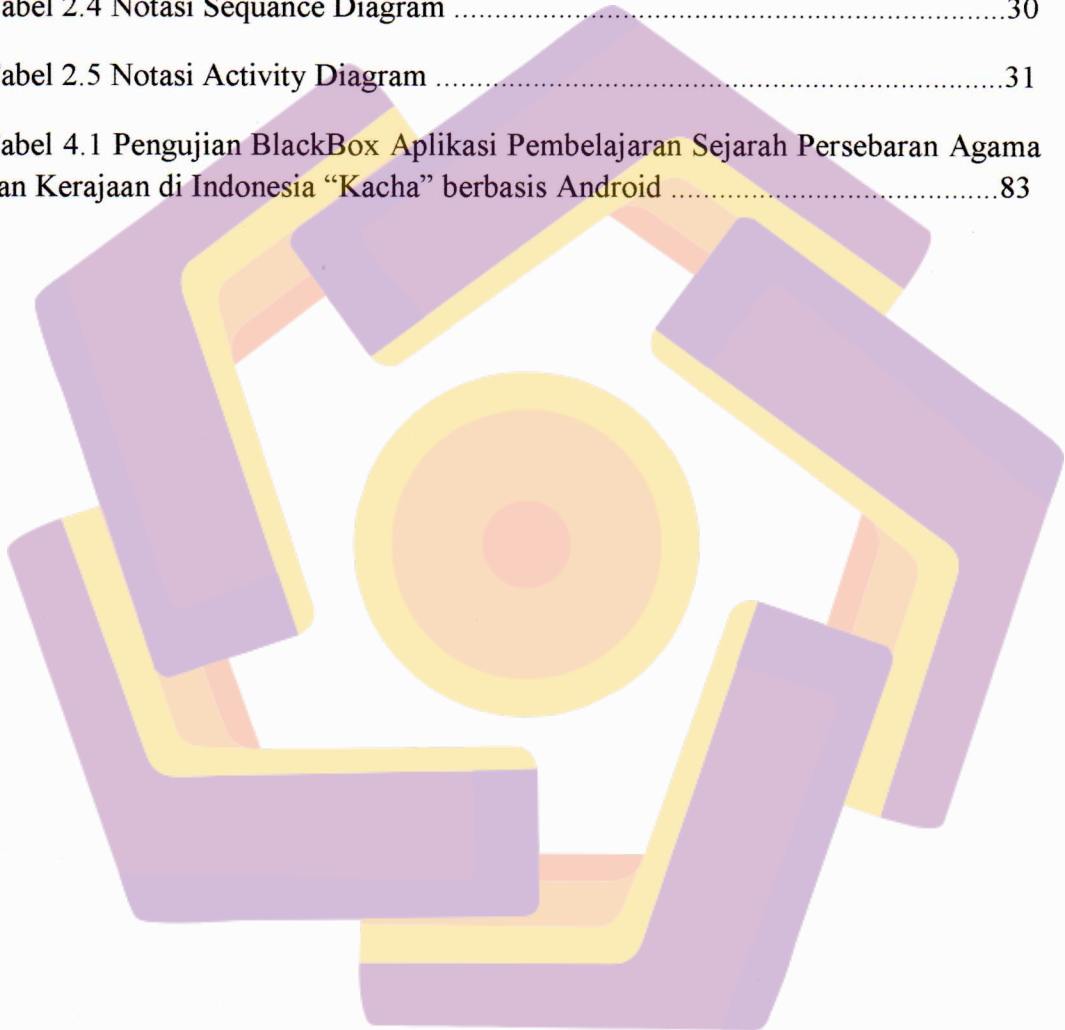 abel 2.4 Notasi Sequance Diagram ........................................................................30
abel 2.5 Notasi Activity Diagram ..........................................................................31
abel 4.1 Pengujian BlackBox Aplikasi Pembelajaran Sejarah Persebaran Agama
an Kerajaan di Indonesia “Kacha” berbasis Android ...........................................83